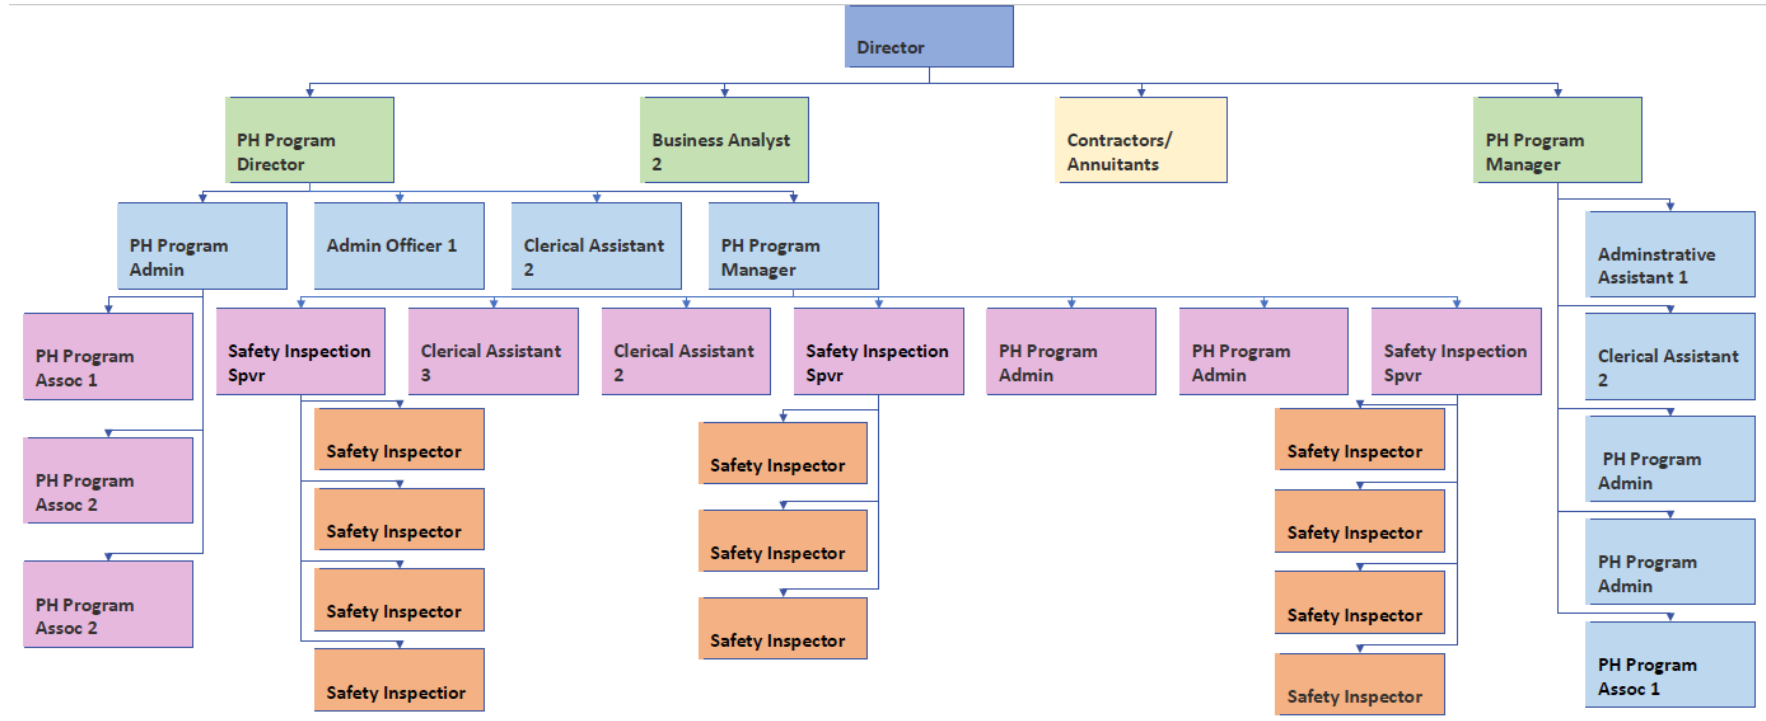 Director
PH Program
Director
Business Analyst
2
Contractors/
Annuitants
PH Program
Manager
PH Program
Admin
Admin Officer 1
Clerical Assistant
2
PH Program
Manager
Adminstrative
Assistant 1
PH Program
Assoc 1
Safety Inspection
Spvr
Clerical Assistant
3
Clerical Assistant
2
Safety Inspection
Spvr
PH Program
Admin
PH Program
Admin
Safety Inspection
Spvr
Clerical Assistant
2
Safety Inspector
Safety Inspector
Safety Inspector
PH Program
Admin
PH Program
Assoc 2
Safety Inspector
Safety Inspector
Safety Inspector
PH Program
Admin
PH Program
Assoc 2
Safety Inspector
Safety Inspector
Safety Inspector
Safety Inspectior
Safety Inspector
PH Program
Assoc 1